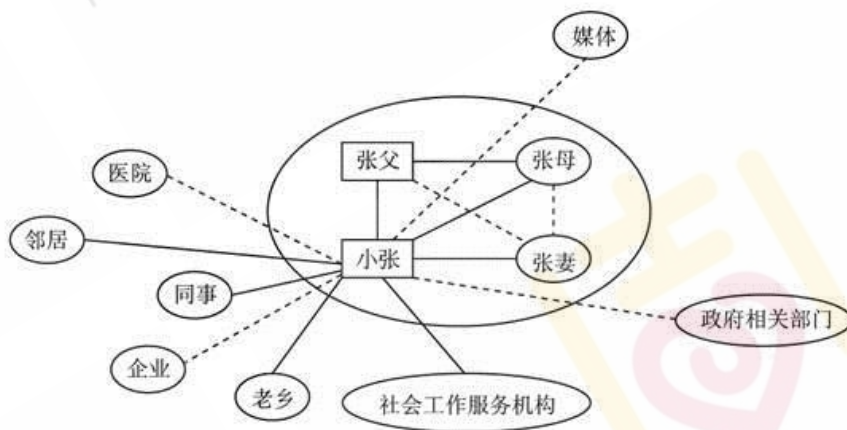 媒体
张父
张母
医院
邻居
小张
张妻
同事
政府相关部门
企业
老乡
社会工作服务机构